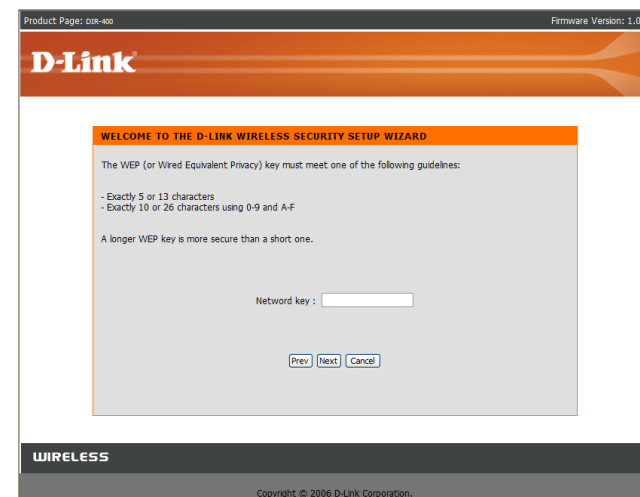 Product Page: DIR-400 Firmware Version: 1.0
D-Link
WELCOME TO THE D-LINK WIRELESS SECURITY SETUP WIZARD
The WEP (or Wired Equivalent Privacy) key must meet one of the following guidelines:
- Exactly 5 or 13 characters
- Exactly 10 or 26 characters using 0-9 and A-F
A longer WEP key is more secure than a short one.
Netword key :
Prev Next Cancel
WIRELESS
Copyright © 2006 D-Link Corporation.